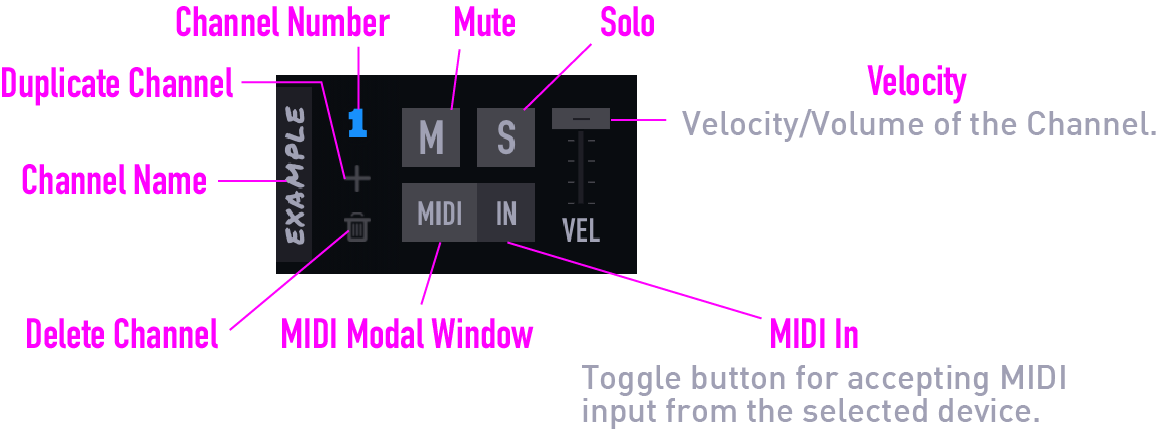 Channel Number
Mute
Solo
Duplicate Channel
Velocity
Velocity/Volume of the Channel.
1
M
S
EXAMPLE
Channel Name
MIDI
IN
VEL
Delete Channel
MIDI Modal Window
MIDI In
Toggle button for accepting MIDI
input from the selected device.